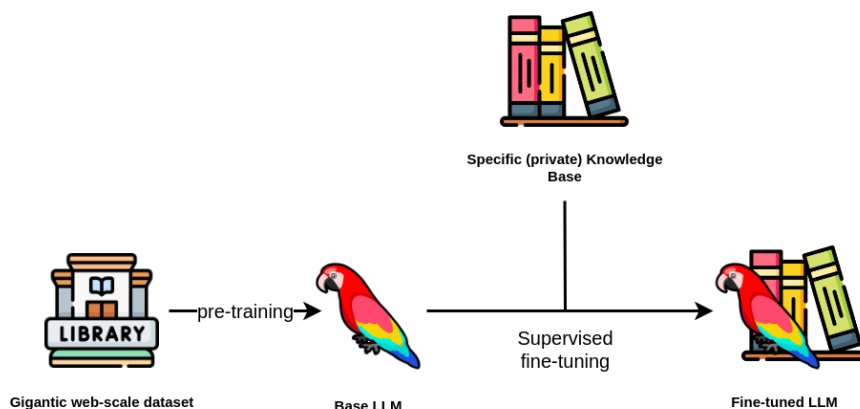 Specific (private) Knowledge
Base
LIBRARY
pre-training
Supervised
fine-tuning
Gigantic web-scale dataset
Base LLM
Fine-tuned LLM